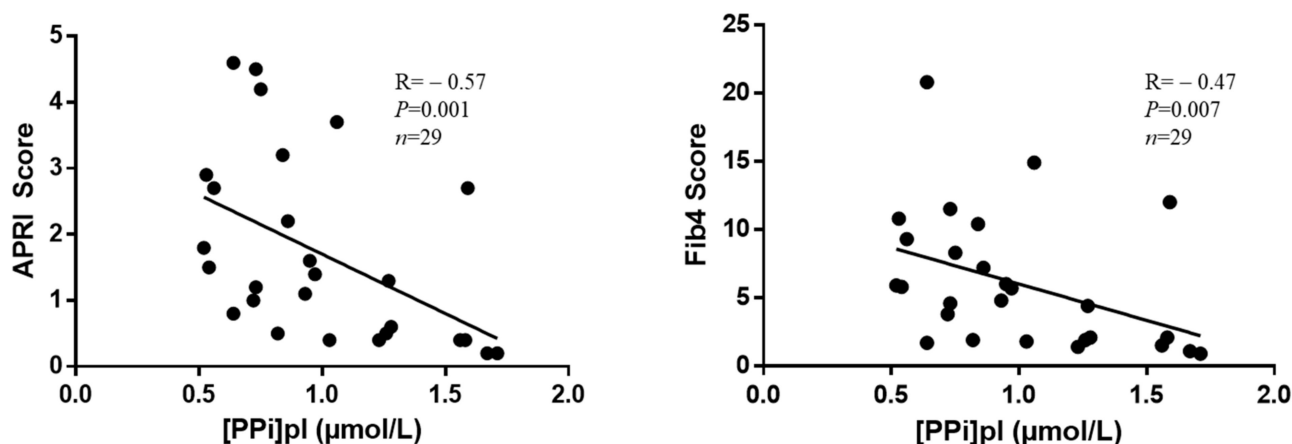 APRI Score
5
4
3
2
1
0
R= – 0.57
P=0.001
n=29
0.0 0.5 1.0 1.5 2.0
[PPi]pl (µmol/L)
Fib4 Score
25
20
15
10
5
0
R= – 0.47
P=0.007
n=29
0.0 0.5 1.0 1.5 2.0
[PPi]pl (µmol/L)